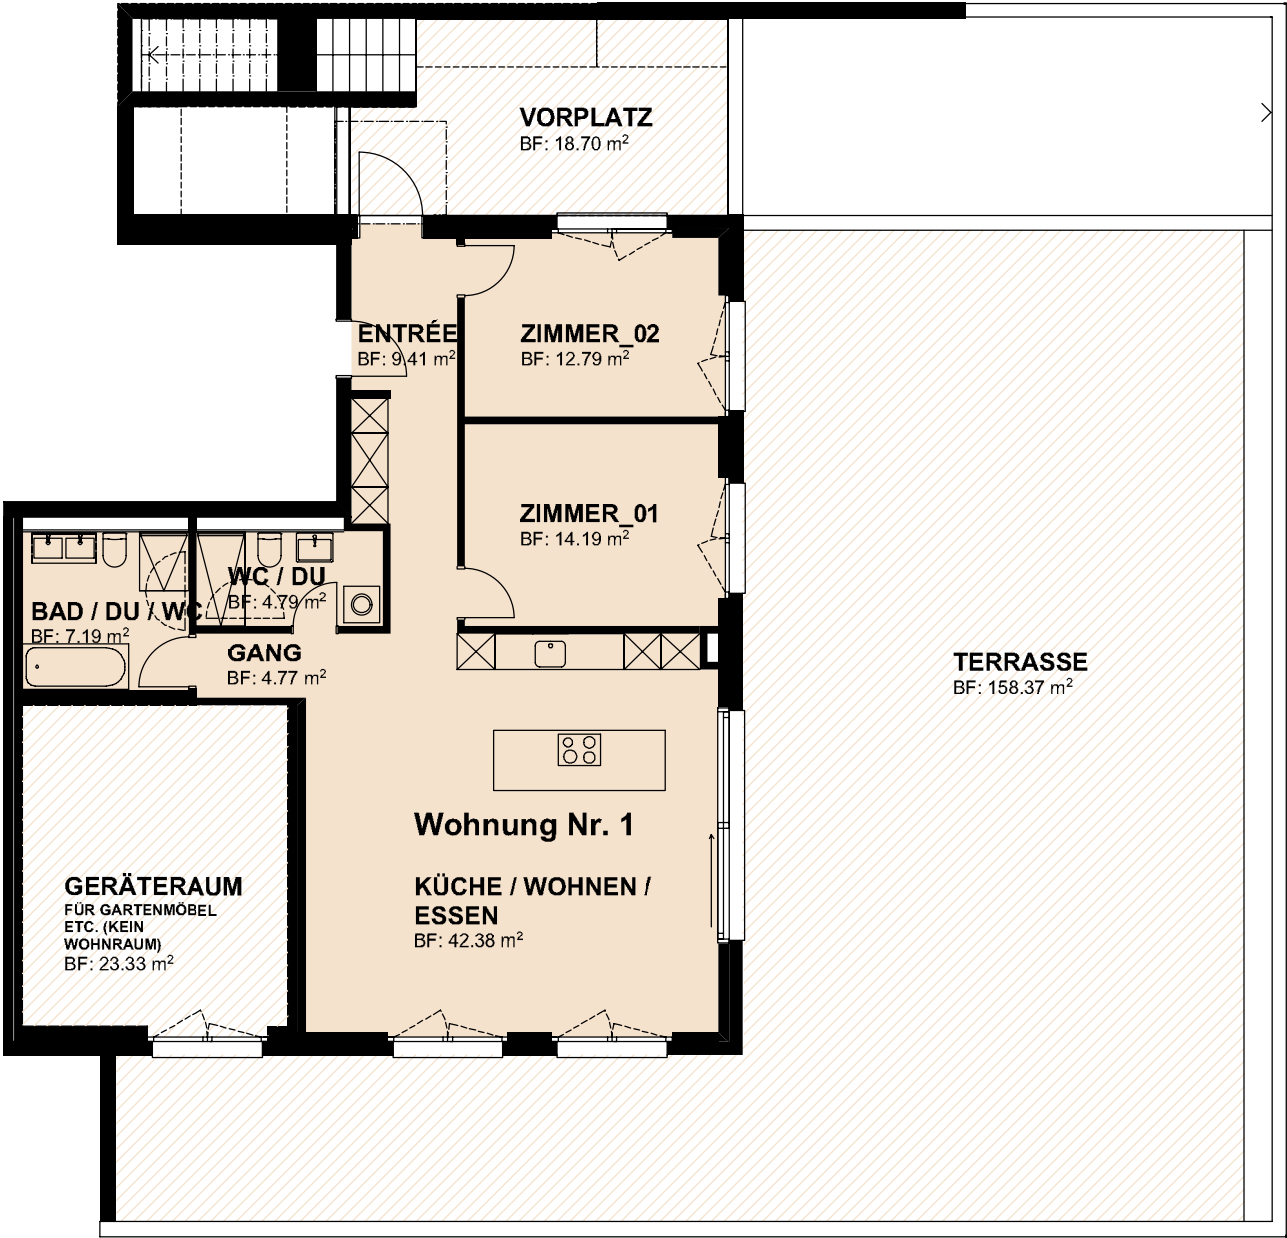 VORPLATZ
BF: 18.70 m²
ENTRÉE
BF: 9.41 m²
ZIMMER_02
BF: 12.79 m²
ZIMMER_01
BF: 14.19 m²
WC / DU
BF: 4.79 m²
BAD / DU / WC
BF: 7.19 m²
GANG
BF: 4.77 m²
TERRASSE
BF: 158.37 m²
Wohnung Nr. 1
KÜCHE / WOHNEN /
ESSEN
BF: 42.38 m²
GERÄTERAUM
FÜR GARTENMÖBEL
ETC. (KEIN
WOHNRAUM)
BF: 23.33 m²